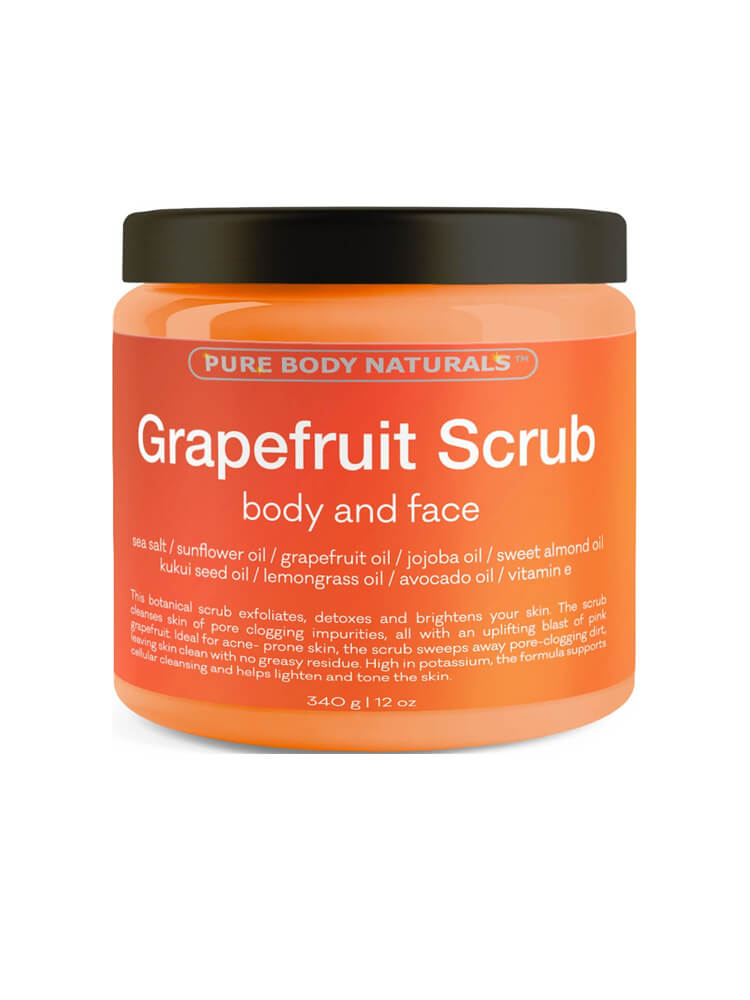 PURE BODY NATURALS™
Grapefruit Scrub
body and face
sea salt / sunflower oil / grapefruit oil / jojoba oil / sweet almond oil
kukui seed oil / lemongrass oil / avocado oil / vitamin e
This botanical scrub exfoliates, detoxes and brightens your skin. The scrub
cleanses skin of pore clogging impurities, all with an uplifting blast of pink
grapefruit. Ideal for acne- prone skin, the scrub sweeps away pore-clogging dirt,
leaving skin clean with no greasy residue. High in potassium, the formula supports
cellular cleansing and helps lighten and tone the skin.
340 g | 12 oz